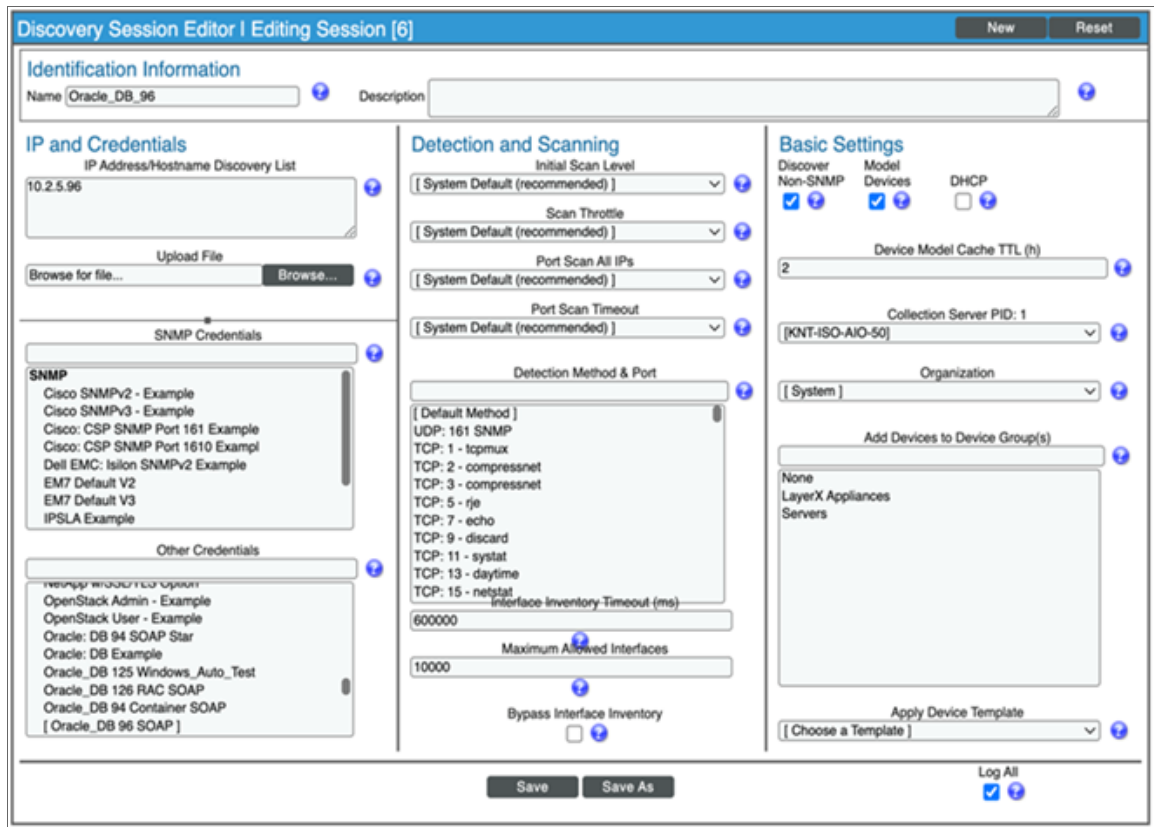 Discovery Session Editor I Editing Session [6]
New
Reset
Identification Information
Name Oracle_DB_96
Description
IP and Credentials
IP Address/Hostname Discovery List
10.2.5.96
Upload File
Browse for file...
Browse...
SNMP Credentials
SNMP
Cisco SNMPv2 - Example
Cisco SNMPv3 - Example
Cisco: CSP SNMP Port 161 Example
Cisco: CSP SNMP Port 1610 Exampl
Dell EMC: Isilon SNMPv2 Example
EM7 Default V2
EM7 Default V3
IPSLA Example
Other Credentials
NetApp w/SSL/TLS Option
OpenStack Admin - Example
OpenStack User - Example
Oracle: DB 94 SOAP Star
Oracle: DB Example
Oracle_DB 125 Windows_Auto_Test
Oracle_DB 126 RAC SOAP
Oracle_DB 94 Container SOAP
[ Oracle_DB 96 SOAP ]
Detection and Scanning
Initial Scan Level
[ System Default (recommended) ]
Scan Throttle
[ System Default (recommended) ]
Port Scan All IPs
[ System Default (recommended) ]
Port Scan Timeout
[ System Default (recommended) ]
Detection Method & Port
[ Default Method ]
UDP: 161 SNMP
TCP: 1 - tcpmux
TCP: 2 - compressnet
TCP: 3 - compressnet
TCP: 5 - rje
TCP: 7 - echo
TCP: 9 - discard
TCP: 11 - systat
TCP: 13 - daytime
TCP: 15 - netstat
Interface Inventory Timeout (ms)
600000
Maximum Allowed Interfaces
10000
Bypass Interface Inventory
Basic Settings
Discover Non-SNMP
Model Devices
DHCP
Device Model Cache TTL (h)
2
Collection Server PID: 1
[KNT-ISO-AIO-50]
Organization
[ System ]
Add Devices to Device Group(s)
None
LayerX Appliances
Servers
Apply Device Template
[ Choose a Template ]
Save
Save As
Log All